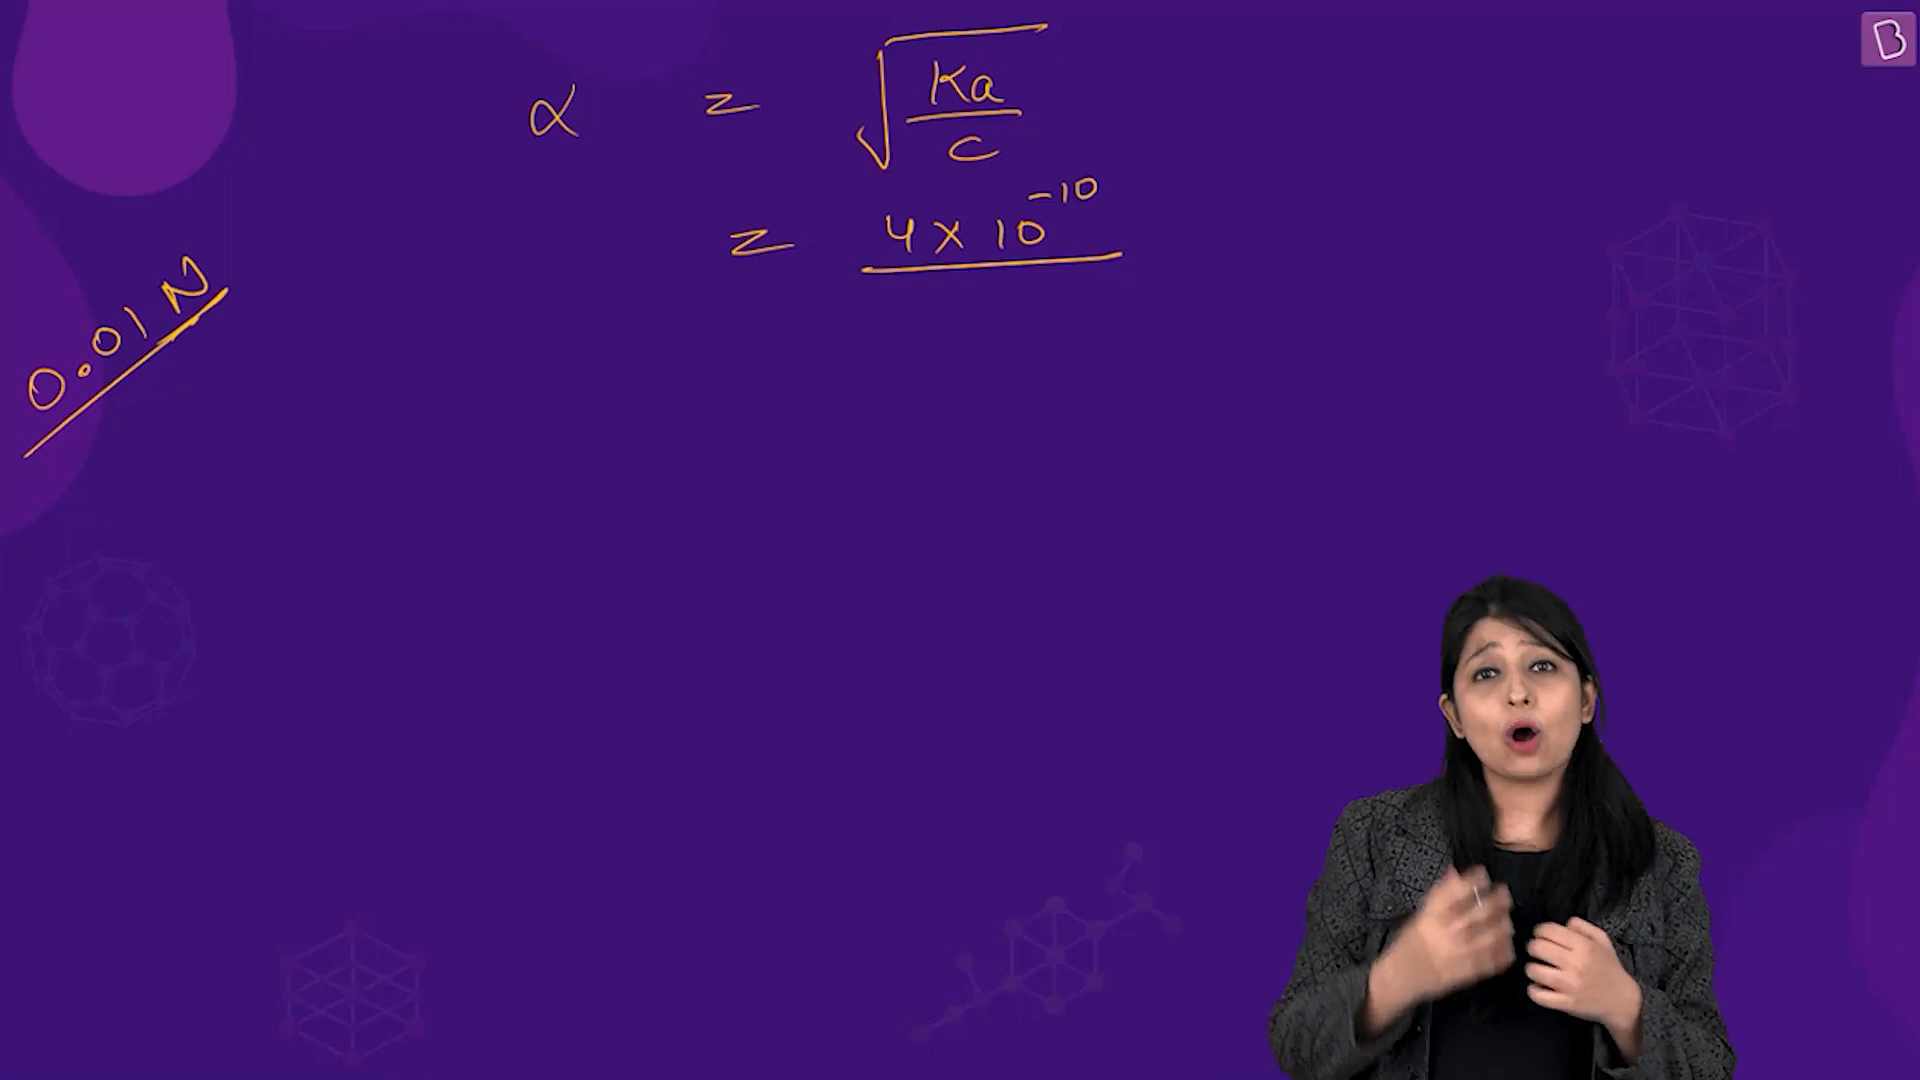 α = √(Ka/C)
= 4 × 10⁻¹⁰
0.01 N
B